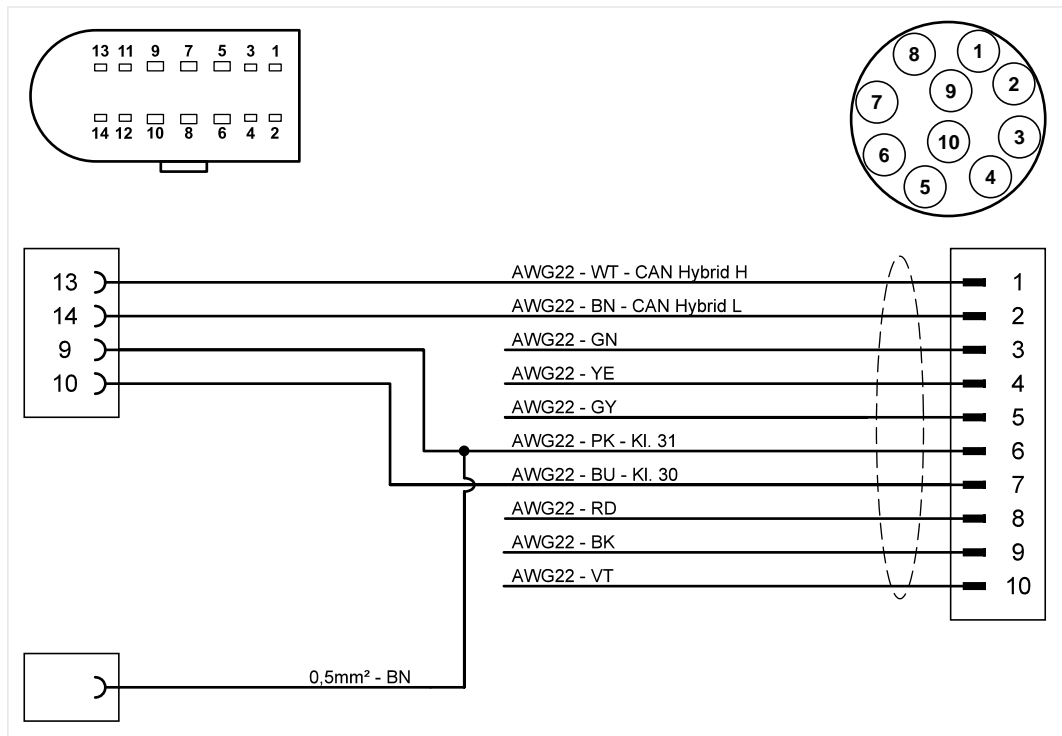 13 11 9 7 5 3 1
14 12 10 8 6 4 2
8 1
9 2
7
10 3
6
5 4
13 AWG22 - WT - CAN Hybrid H 1
14 AWG22 - BN - CAN Hybrid L 2
9 AWG22 - GN 3
10 AWG22 - YE 4
AWG22 - GY 5
AWG22 - PK - Kl. 31 6
AWG22 - BU - Kl. 30 7
AWG22 - RD 8
AWG22 - BK 9
AWG22 - VT 10
0,5mm² - BN